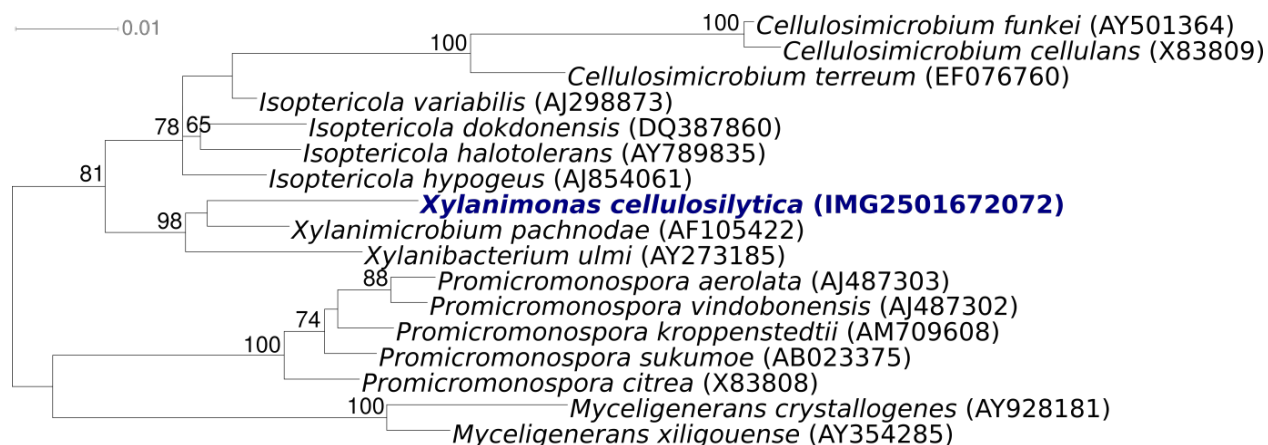 0.01
100
Cellulosimicrobium funkei (AY501364)
100
Cellulosimicrobium cellulans (X83809)
Cellulosimicrobium terreum (EF076760)
Isoptericola variabilis (AJ298873)
78
65
Isoptericola dokdonensis (DQ387860)
Isoptericola halotolerans (AY789835)
81
Isoptericola hypogeus (AJ854061)
Xylanimonas cellulosilytica (IMG2501672072)
98
Xylanimicrobium pachnodae (AF105422)
Xylanibacterium ulmi (AY273185)
88
Promicromonospora aerolata (AJ487303)
Promicromonospora vindobonensis (AJ487302)
74
Promicromonospora kroppenstedtii (AM709608)
100
Promicromonospora sukumoe (AB023375)
Promicromonospora citrea (X83808)
100
Myceligenerans crystallogenes (AY928181)
Myceligenerans xiligouense (AY354285)